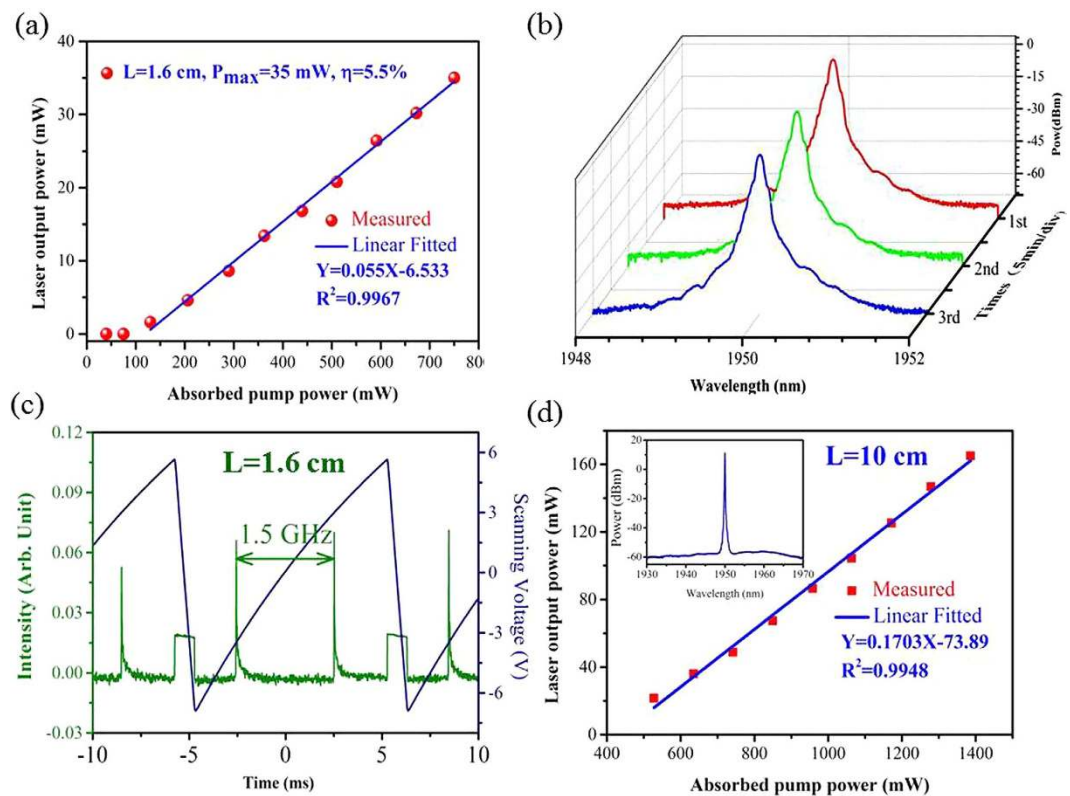 (a)
40
30
20
10
0
Laser output power (mW)
L=1.6 cm, Pmax=35 mW, η=5.5%
Measured
Linear Fitted
Y=0.055X-6.533
R²=0.9967
0 100 200 300 400 500 600 700 80
Absorbed pump power (mW)
(b)
0
-15
-30
-45
-60
Pow(dBm)
1st
2nd
3rd
Times (5min/div)
1948 1950 1952
Wavelength (nm)
(c)
0.12
0.09
0.06
0.03
0.00
-0.03
Intensity (Arb. Unit)
L=1.6 cm
1.5 GHz
6
3
0
-3
-6
Scanning Voltage (V)
-10 -5 0 5 10
Time (ms)
(d)
160
120
80
40
0
Laser output power (mW)
20
0
-20
-40
-60
Power (dBm)
1930 1940 1950 1960 1970
Wavelength (nm)
L=10 cm
Measured
Linear Fitted
Y=0.1703X-73.89
R²=0.9948
400 600 800 1000 1200 1400
Absorbed pump power (mW)